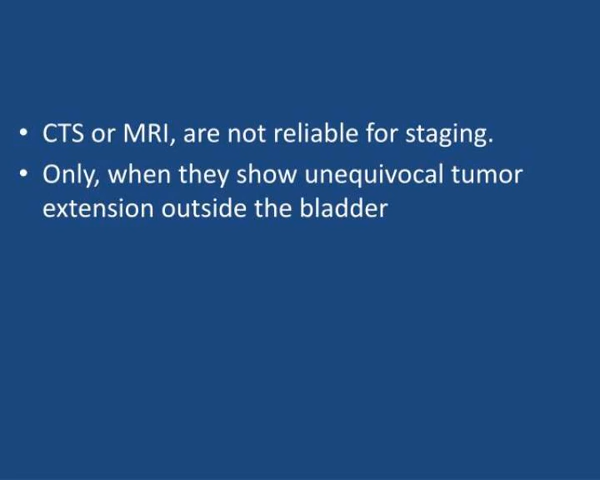 • CTS or MRI, are not reliable for staging.
• Only, when they show unequivocal tumor
extension outside the bladder